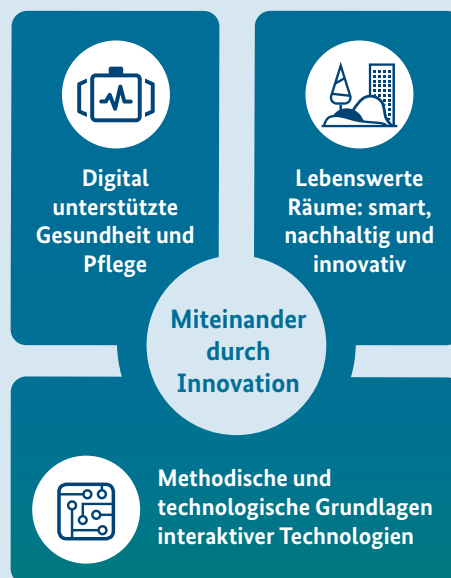 Digital
unterstützte
Gesundheit und
Pflege
Lebenswerte
Räume: smart,
nachhaltig und
innovativ
Miteinander
durch
Innovation
Methodische und
technologische Grundlagen
interaktiver Technologien